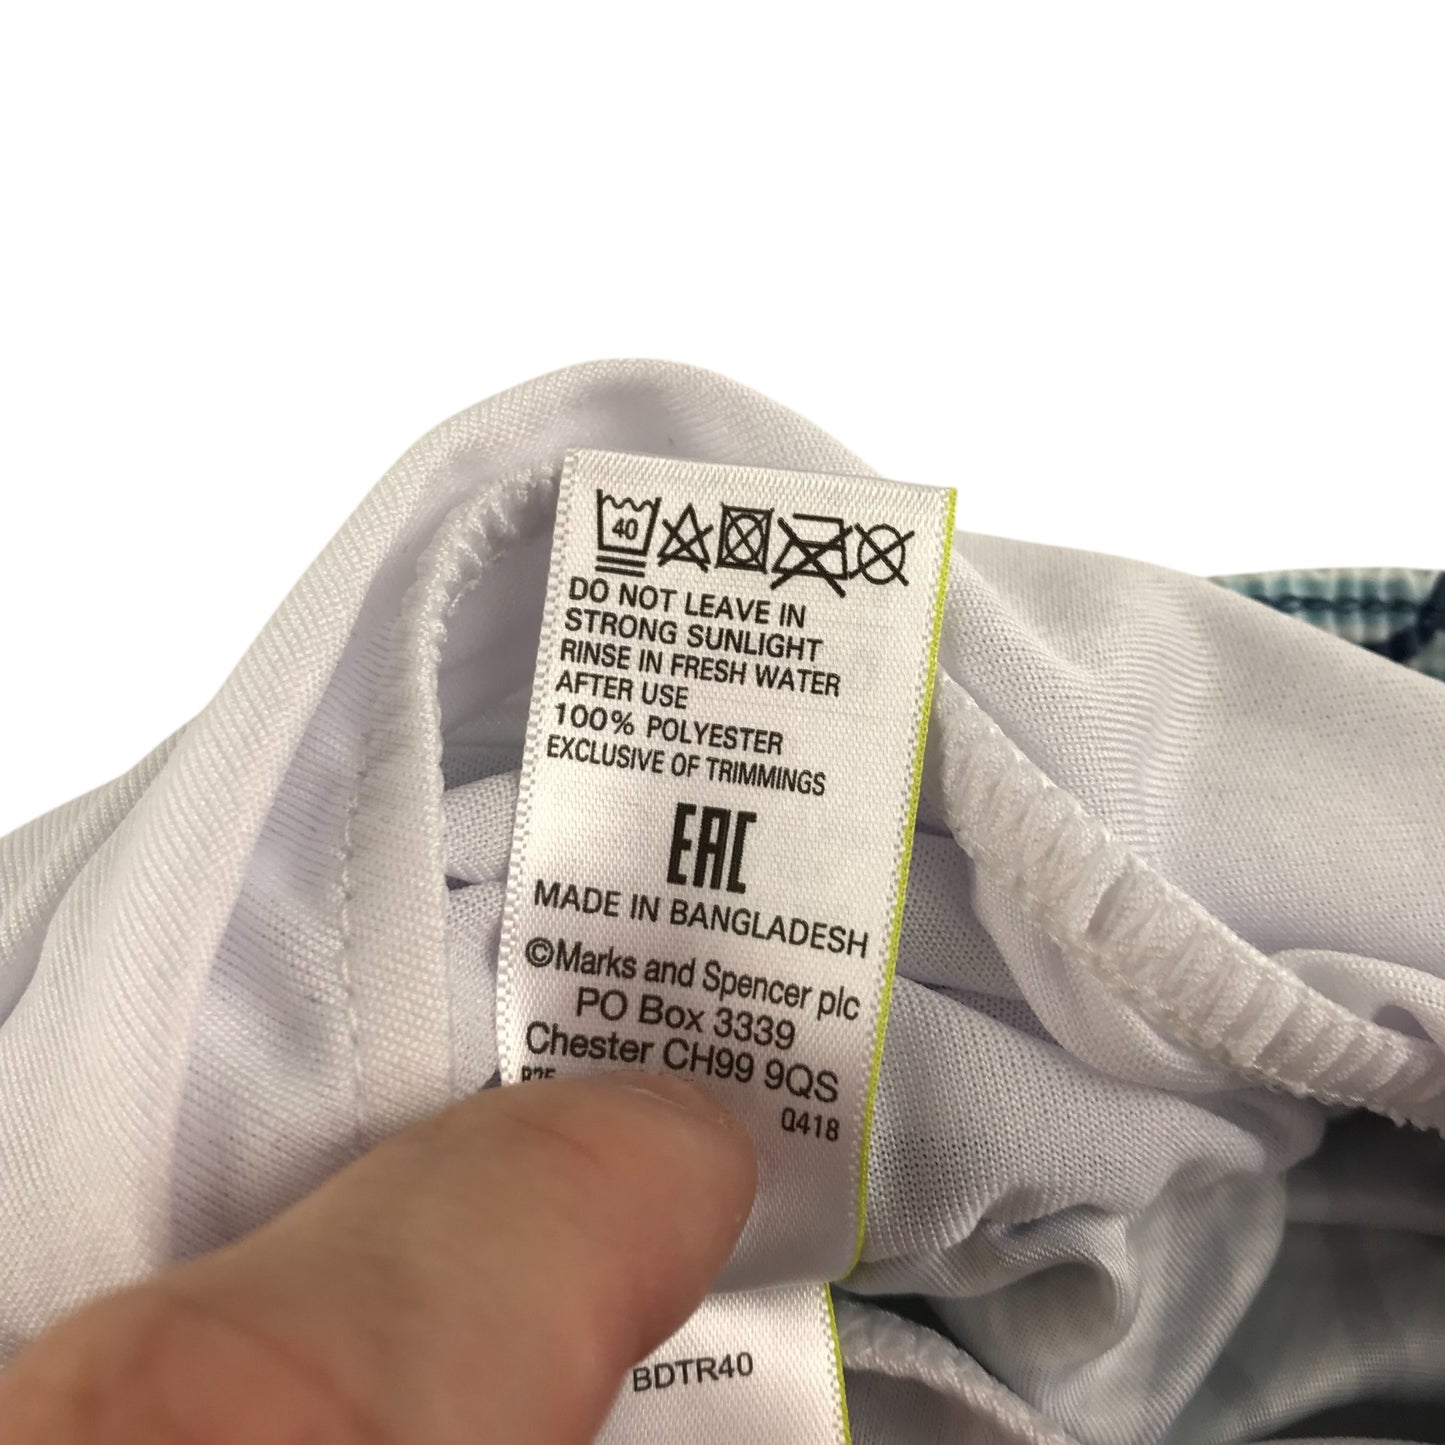 40
DO NOT LEAVE IN
STRONG SUNLIGHT
RINSE IN FRESH WATER
AFTER USE
100% POLYESTER
EXCLUSIVE OF TRIMMINGS
EAC
MADE IN BANGLADESH
©Marks and Spencer plc
PO Box 3339
Chester CH99 9QS
0418
BDTR40